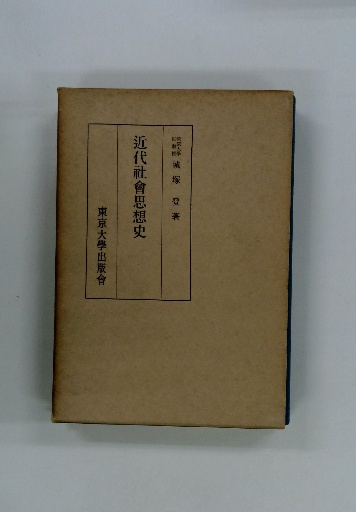 城塚 登著
近代社會思想史
東京大學出版會